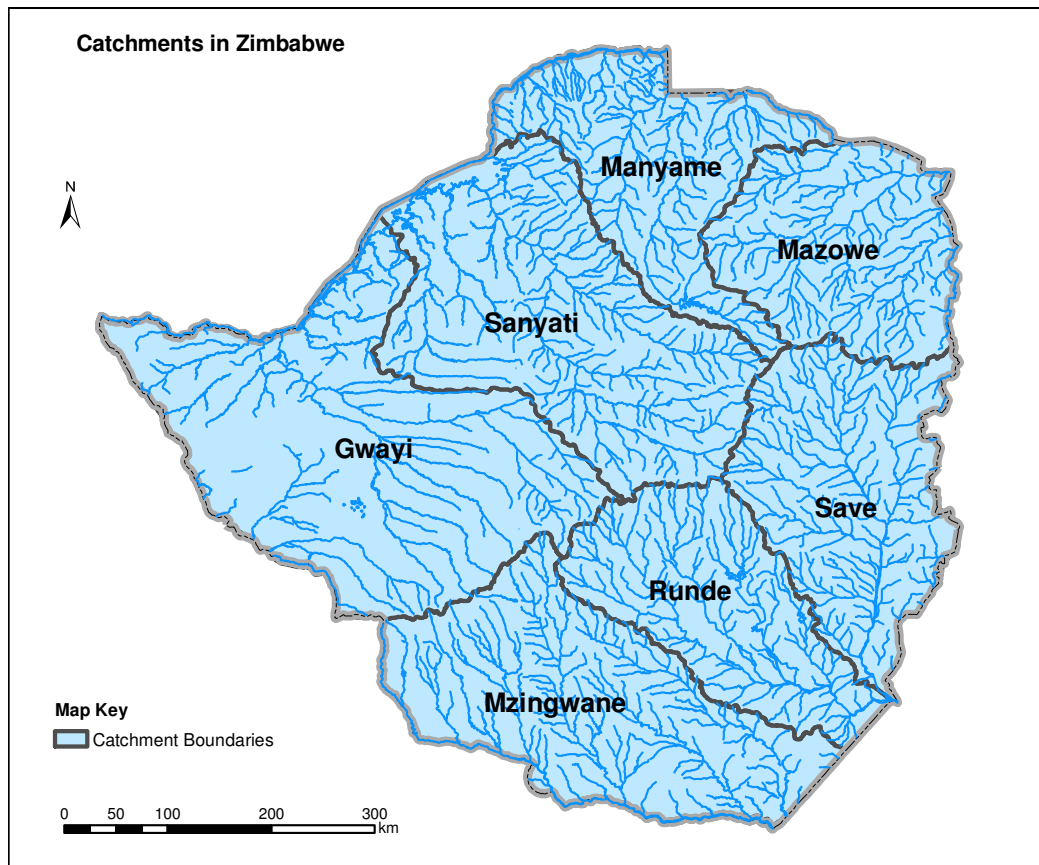 Catchments in Zimbabwe
N
Manyame
Mazowe
Sanyati
Gwayi
Save
Runde
Mzingwane
Map Key
Catchment Boundaries
0 50 100 200 300
km